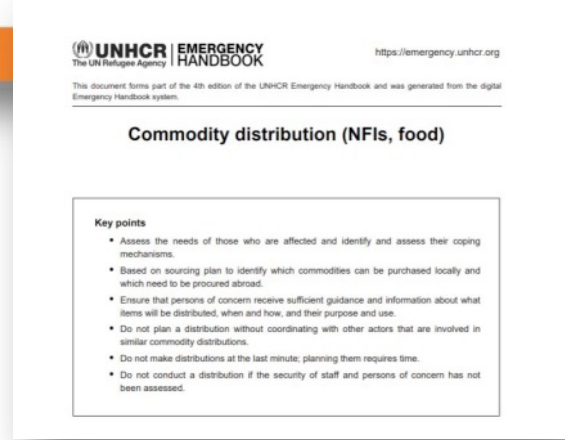 UNHCR EMERGENCY
The UN Refugee Agency HANDBOOK
https://emergency.unhcr.org
This document forms part of the 4th edition of the UNHCR Emergency Handbook and was generated from the digital
Emergency Handbook system.
Commodity distribution (NFIs, food)
Key points
• Assess the needs of those who are affected and identify and assess their coping
mechanisms.
• Based on sourcing plan to identify which commodities can be purchased locally and
which need to be procured abroad.
• Ensure that persons of concern receive sufficient guidance and information about what
items will be distributed, when and how, and their purpose and use.
• Do not plan a distribution without coordinating with other actors that are involved in
similar commodity distributions.
• Do not make distributions at the last minute; planning them requires time.
• Do not conduct a distribution if the security of staff and persons of concern has not
been assessed.